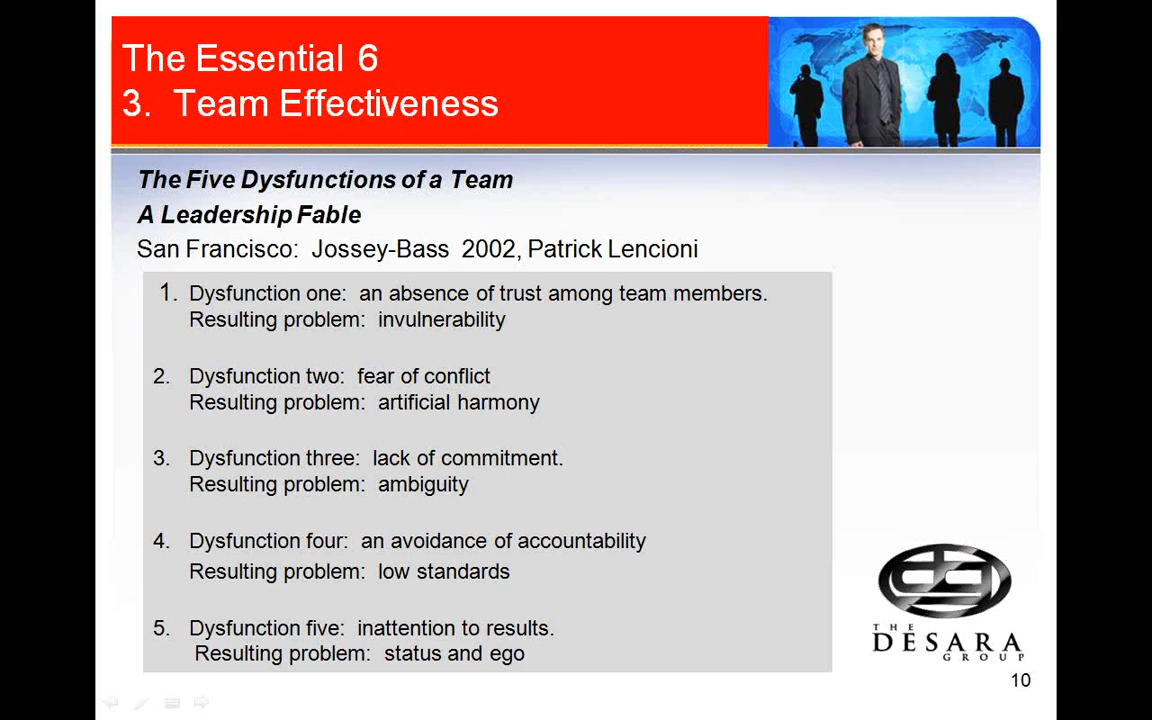 The Essential 6
3. Team Effectiveness
The Five Dysfunctions of a Team
A Leadership Fable
San Francisco: Jossey-Bass 2002, Patrick Lencioni
1. Dysfunction one: an absence of trust among team members.
Resulting problem: invulnerability
2. Dysfunction two: fear of conflict
Resulting problem: artificial harmony
3. Dysfunction three: lack of commitment.
Resulting problem: ambiguity
4. Dysfunction four: an avoidance of accountability
Resulting problem: low standards
5. Dysfunction five: inattention to results.
Resulting problem: status and ego
THE
DESARA
GROUP
10